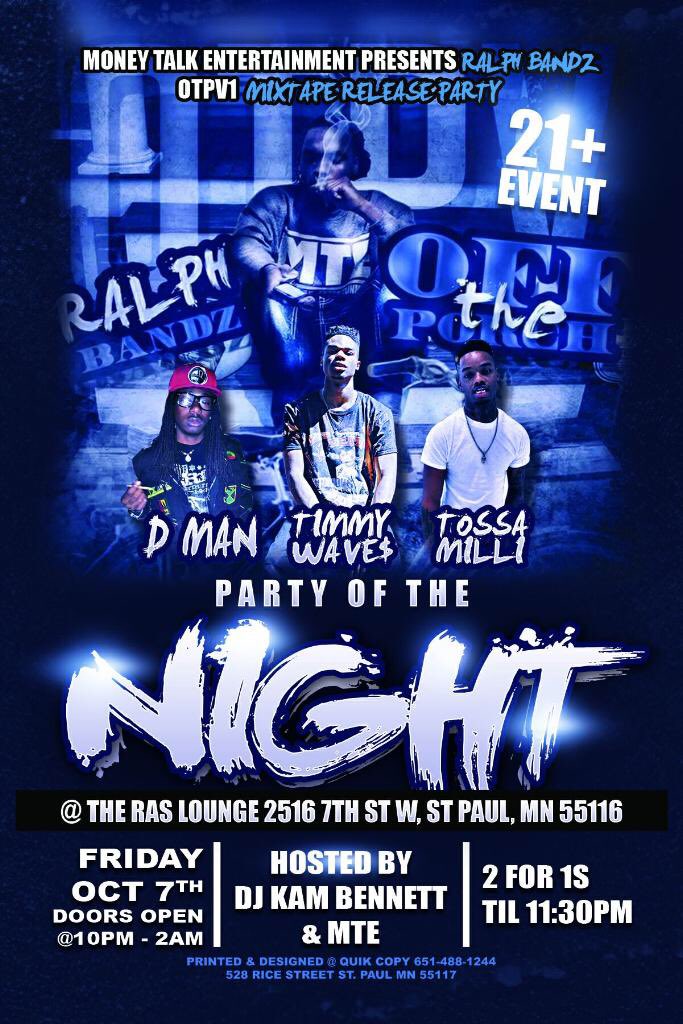 MONEY TALK ENTERTAINMENT PRESENTS RALPH BANDZ
OTPV1 MIXTAPE RELEASE PARTY
21+
EVENT
MTE
RALPH
BANDZ
OFF
the
PORCH
D MAN
TIMMY
WAVE$
TOSSA
MILLI
PARTY OF THE
NIGHT
@ THE RAS LOUNGE 2516 7TH ST W, ST PAUL, MN 55116
FRIDAY
OCT 7TH
DOORS OPEN
@10PM - 2AM
HOSTED BY
DJ KAM BENNETT
& MTE
2 FOR 1S
TIL 11:30PM
PRINTED & DESIGNED @ QUIK COPY 651-488-1244
528 RICE STREET ST. PAUL MN 55117